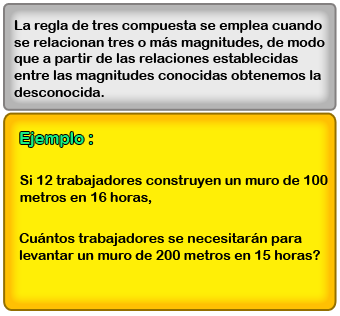 La regla de tres compuesta se emplea cuando
se relacionan tres o más magnitudes, de modo
que a partir de las relaciones establecidas
entre las magnitudes conocidas obtenemos la
desconocida.
Ejemplo :
Si 12 trabajadores construyen un muro de 100
metros en 16 horas,
Cuántos trabajadores se necesitarán para
levantar un muro de 200 metros en 15 horas?